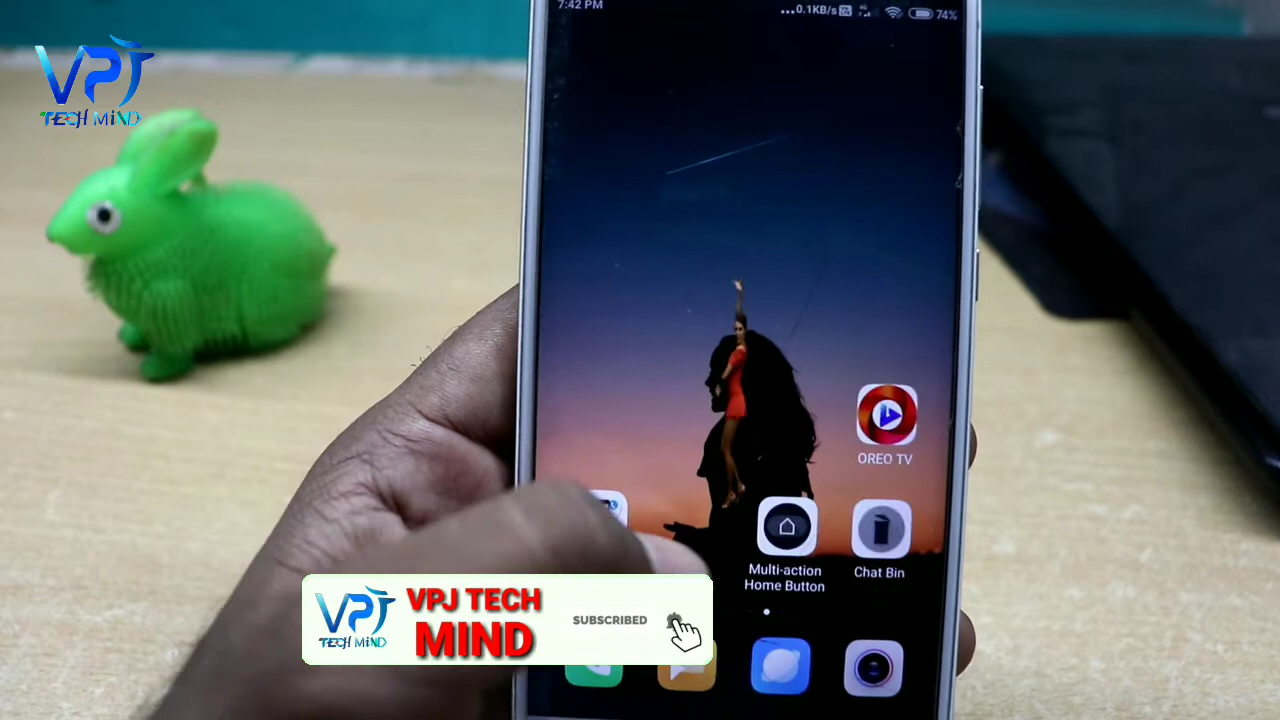 7:42 PM
...0.1KB/s
4G
74%
VPJ
TECH MiND
OREO TV
Multi-action
Home Button
Chat Bin
VPJ
TECH MiND
VPJ TECH
MIND
SUBSCRIBED